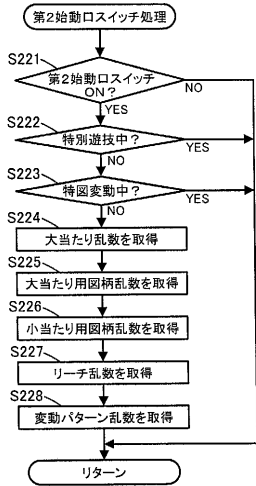 第2始動口スイッチ処理
S221
第2始動口スイッチ
ON?
NO
YES
S222
特別遊技中?
YES
NO
S223
特図変動中?
YES
NO
S224
大当たり乱数を取得
S225
大当たり用図柄乱数を取得
S226
小当たり用図柄乱数を取得
S227
リーチ乱数を取得
S228
変動パターン乱数を取得
リターン